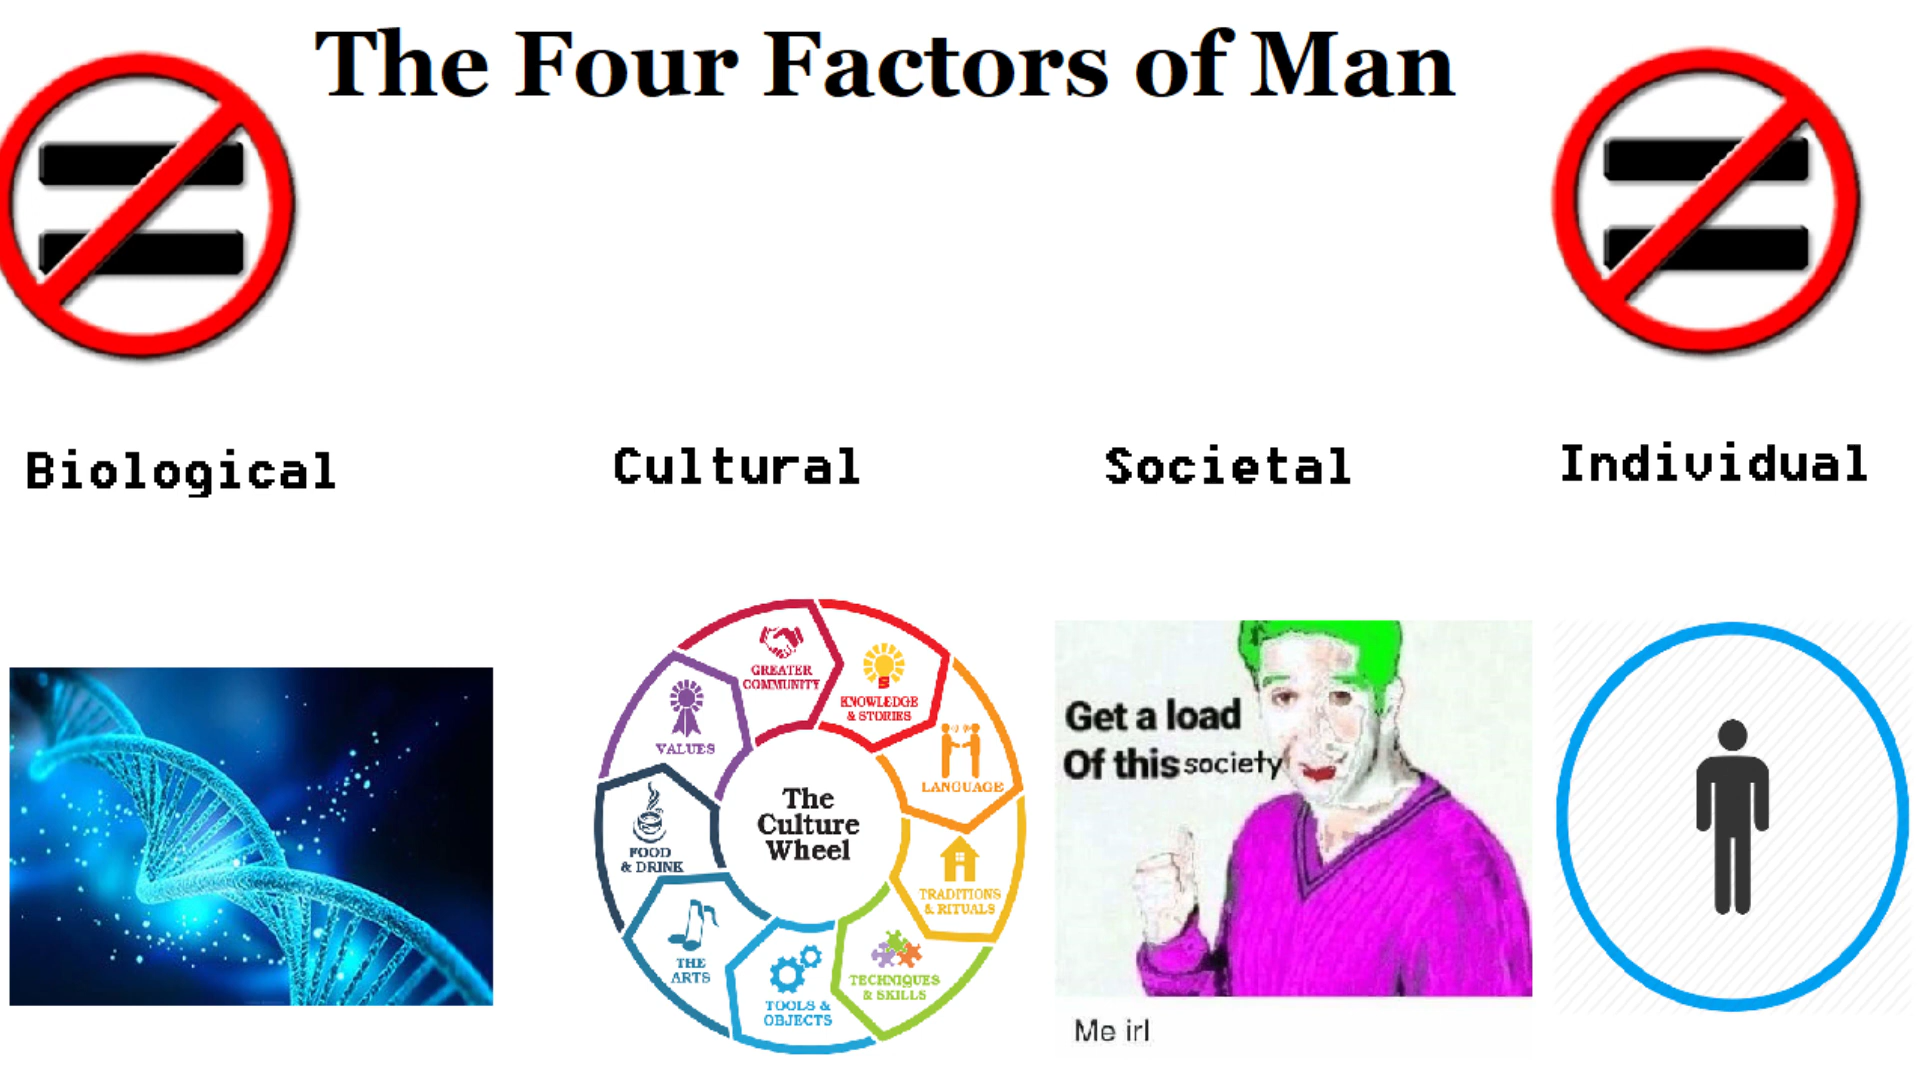 The Four Factors of Man
Biological
Cultural
Societal
Individual
GREATER
COMMUNITY
KNOWLEDGE
& STORIES
LANGUAGE
TRADITIONS
& RITUALS
TECHNIQUES
& SKILLS
TOOLS &
OBJECTS
THE
ARTS
FOOD
& DRINK
VALUES
The
Culture
Wheel
Get a load
Of this society
Me irl